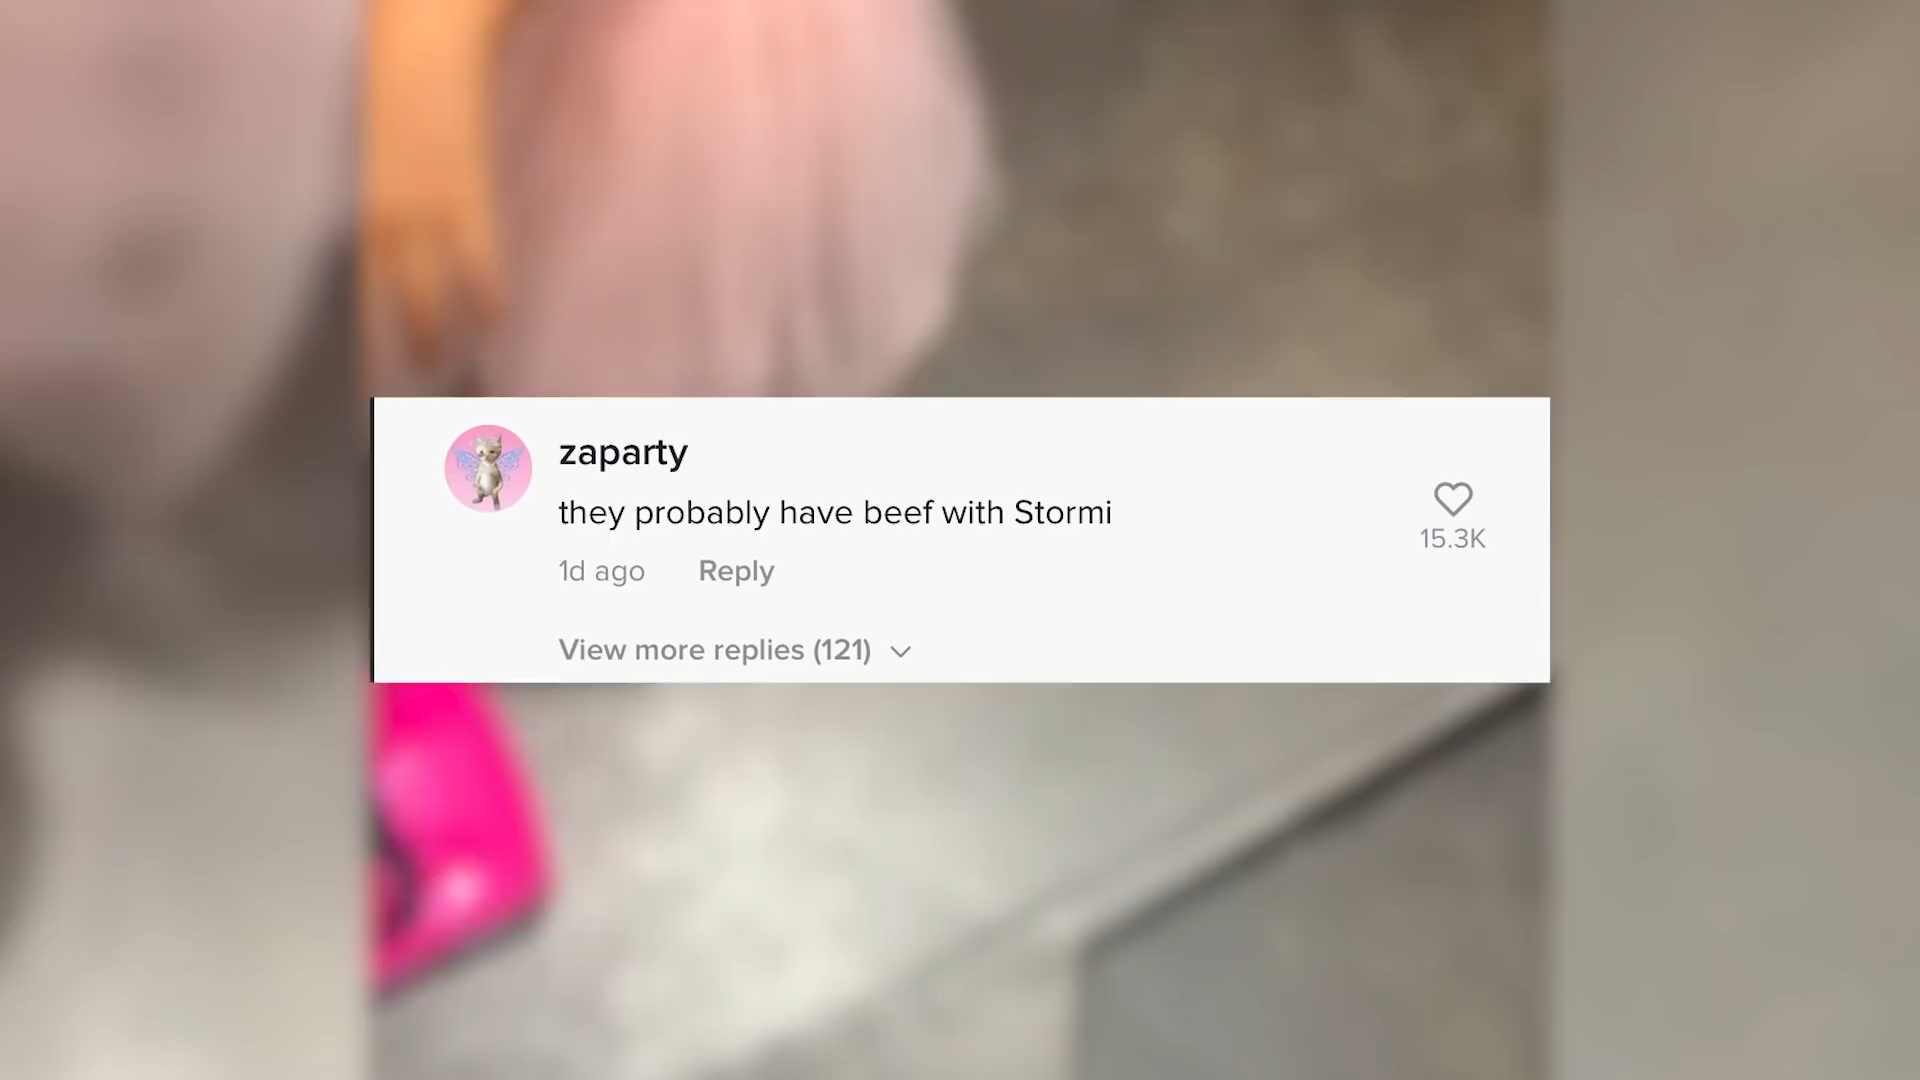 zaparty
they probably have beef with Stormi
15.3K
1d ago Reply
View more replies (121)